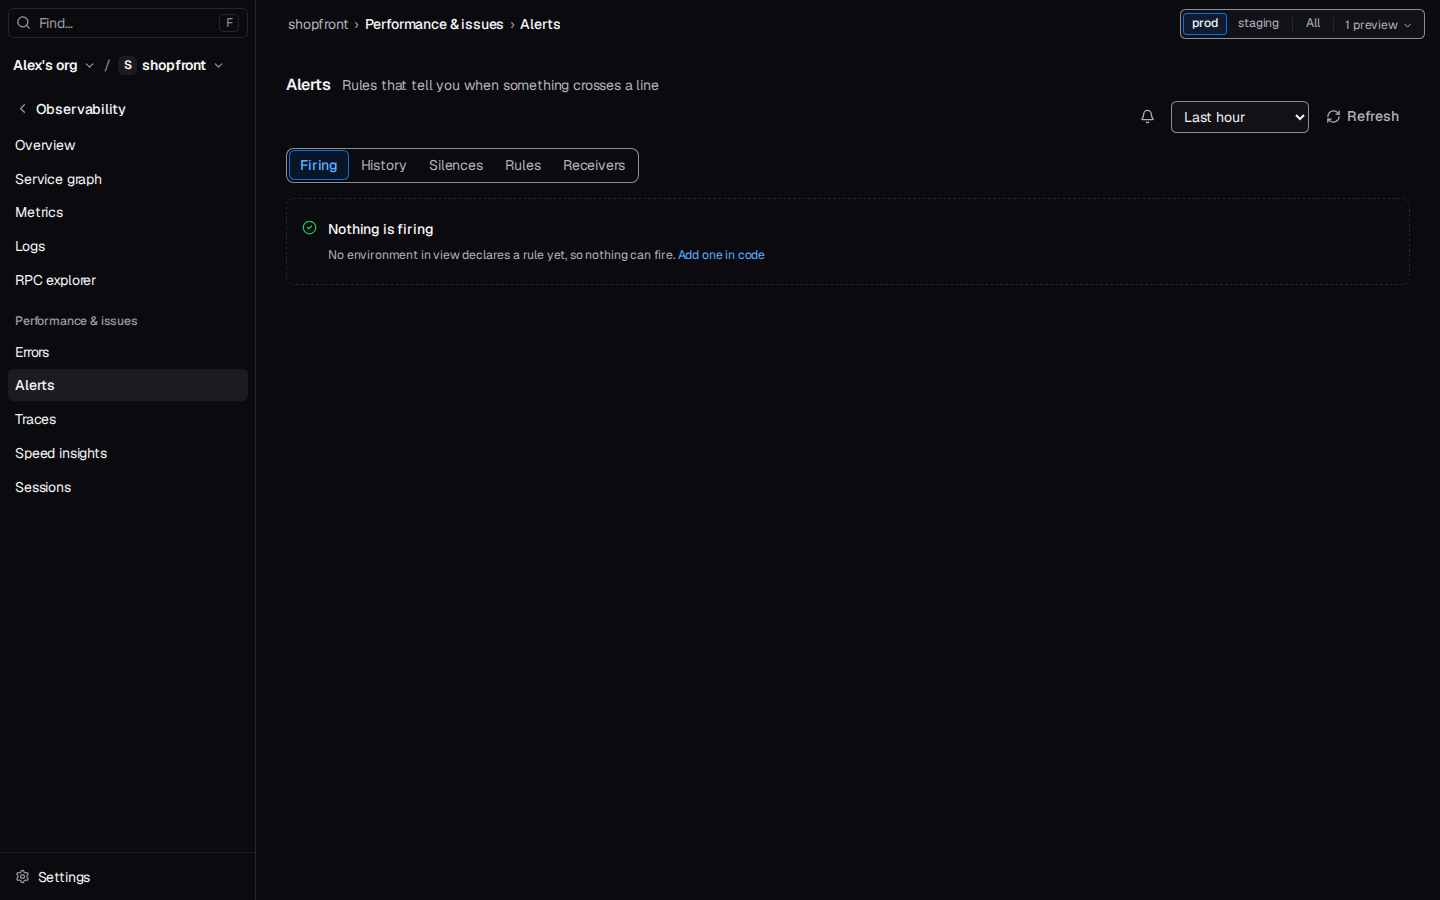 Find... F
Alex's org / S shopfront
Observability
Overview
Service graph
Metrics
Logs
RPC explorer
Performance & issues
Errors
Alerts
Traces
Speed insights
Sessions
Settings
shopfront › Performance & issues › Alerts
prod staging All 1 preview
Alerts Rules that tell you when something crosses a line
Last hour Refresh
Firing History Silences Rules Receivers
Nothing is firing
No environment in view declares a rule yet, so nothing can fire. Add one in code